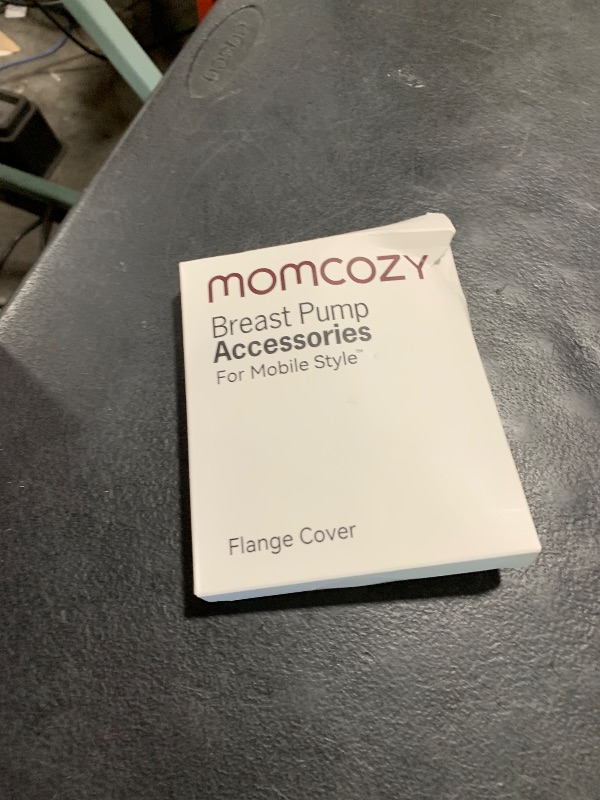 momcozy
Breast Pump
Accessories
For Mobile Style™
Flange Cover